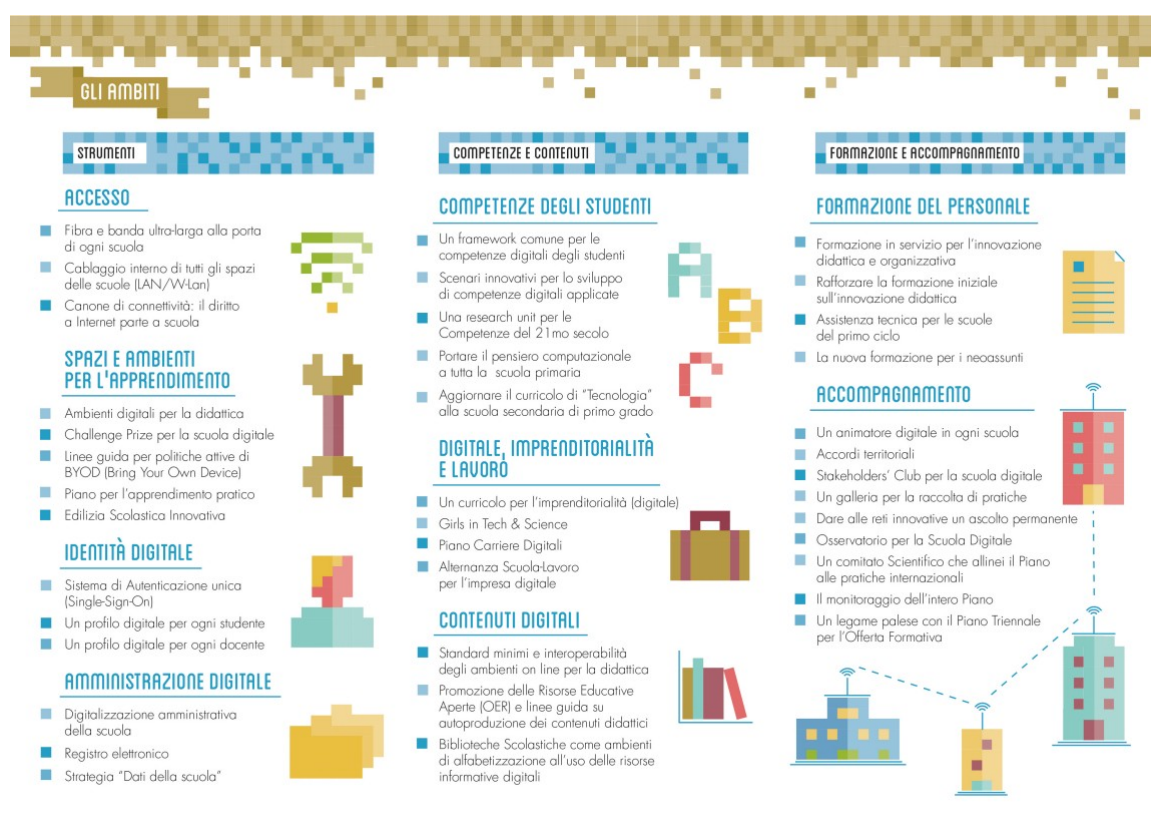 GLI AMBITI
STRUMENTI
ACCESSO
Fibra e banda ultra-larga alla porta
di ogni scuola
Cablaggio interno di tutti gli spazi
delle scuole (LAN/W-Lan)
Canone di connettività: il diritto
a Internet parte a scuola
SPAZI E AMBIENTI
PER L'APPRENDIMENTO
Ambienti digitali per la didattica
Challenge Prize per la scuola digitale
Linee guida per politiche attive di
BYOD (Bring Your Own Device)
Piano per l'apprendimento pratico
Edilizia Scolastica Innovativa
IDENTITÀ DIGITALE
Sistema di Autenticazione unica
(Single-Sign-On)
Un profilo digitale per ogni studente
Un profilo digitale per ogni docente
AMMINISTRAZIONE DIGITALE
Digitalizzazione amministrativa
della scuola
Registro elettronico
Strategia “Dati della scuola”
COMPETENZE E CONTENUTI
COMPETENZE DEGLI STUDENTI
Un framework comune per le
competenze digitali degli studenti
Scenari innovativi per lo sviluppo
di competenze digitali applicate
Una research unit per le
Competenze del 21mo secolo
Portare il pensiero computazionale
a tutta la scuola primaria
Aggiornare il curricolo di “Tecnologia”
alla scuola secondaria di primo grado
A
B
C
DIGITALE, IMPRENDITORIALITÀ
E LAVORO
Un curricolo per l'imprenditorialità (digitale)
Girls in Tech & Science
Piano Carriere Digitali
Alternanza Scuola-Lavoro
per l'impresa digitale
CONTENUTI DIGITALI
Standard minimi e interoperabilità
degli ambienti on line per la didattica
Promozione delle Risorse Educative
Aperte (OER) e linee guida su
autoproduzione dei contenuti didattici
Biblioteche Scolastiche come ambienti
di alfabetizzazione all'uso delle risorse
informative digitali
FORMAZIONE E ACCOMPAGNAMENTO
FORMAZIONE DEL PERSONALE
Formazione in servizio per l'innovazione
didattica e organizzativa
Rafforzare la formazione iniziale
sull'innovazione didattica
Assistenza tecnica per le scuole
del primo ciclo
La nuova formazione per i neoassunti
ACCOMPAGNAMENTO
Un animatore digitale in ogni scuola
Accordi territoriali
Stakeholders' Club per la scuola digitale
Un galleria per la raccolta di pratiche
Dare alle reti innovative un ascolto permanente
Osservatorio per la Scuola Digitale
Un comitato Scientifico che allinei il Piano
alle pratiche internazionali
Il monitoraggio dell'intero Piano
Un legame palese con il Piano Triennale
per l'Offerta Formativa